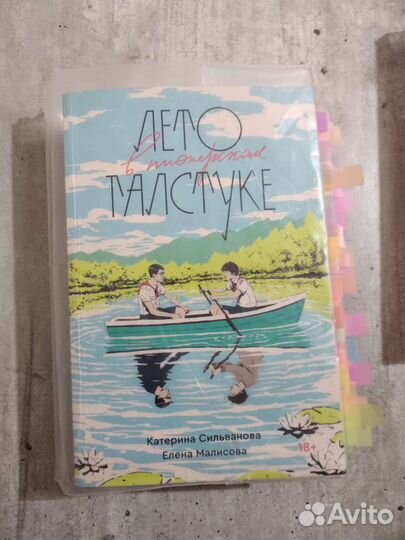 ЛЕТО
в пионерском
ГАЛСТУКЕ
Катерина Сильванова
Елена Малисова
18+
Avito